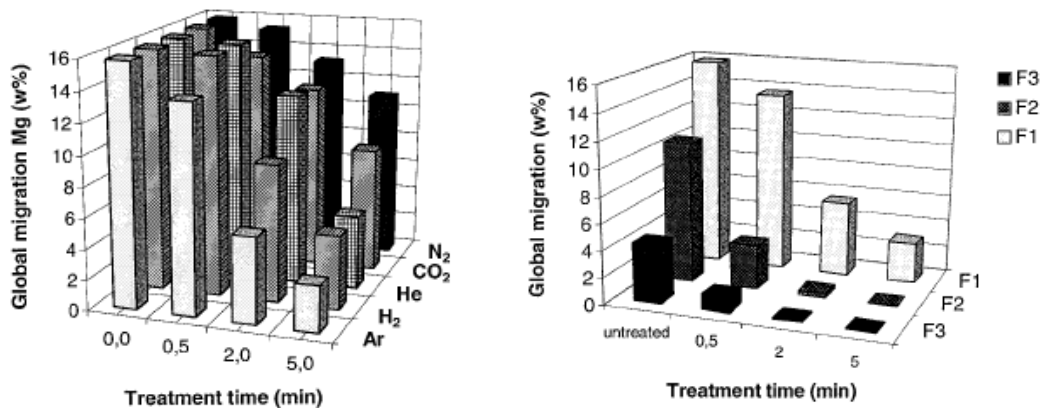 Global migration Mg (w%)
16
14
12
10
8
6
4
2
0
0,0
0,5
2,0
5,0
N₂
CO₂
He
H₂
Ar
Treatment time (min)
Global migration (w%)
16
14
12
10
8
6
4
2
0
untreated
0,5
2
5
F1
F2
F3
F3
F2
F1
Treatment time (min)